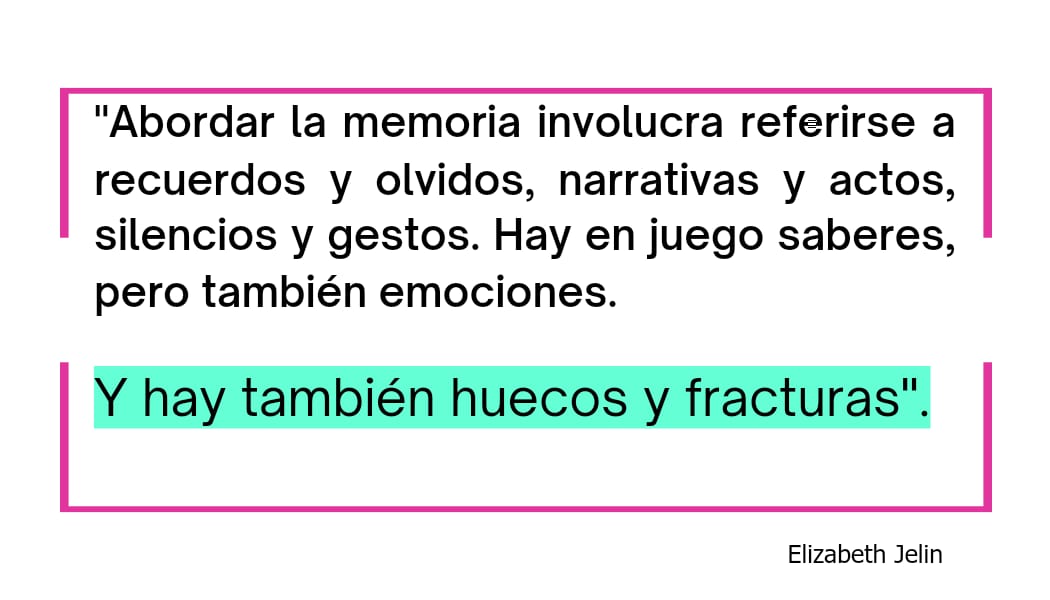 "Abordar la memoria involucra referirse a
recuerdos y olvidos, narrativas y actos,
silencios y gestos. Hay en juego saberes,
pero también emociones.
Y hay también huecos y fracturas".
Elizabeth Jelin